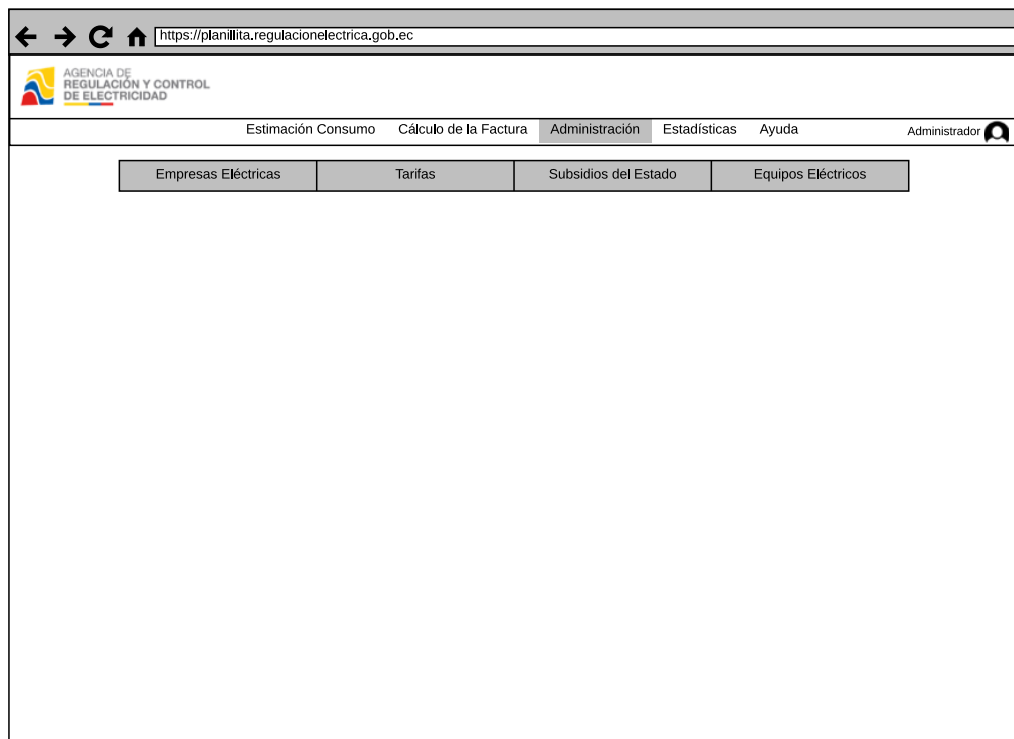 https://planillita.regulacionelectrica.gob.ec
AGENCIA DE
REGULACIÓN Y CONTROL
DE ELECTRICIDAD
Estimación Consumo Cálculo de la Factura Administración Estadísticas Ayuda Administrador
Empresas Eléctricas Tarifas Subsidios del Estado Equipos Eléctricos